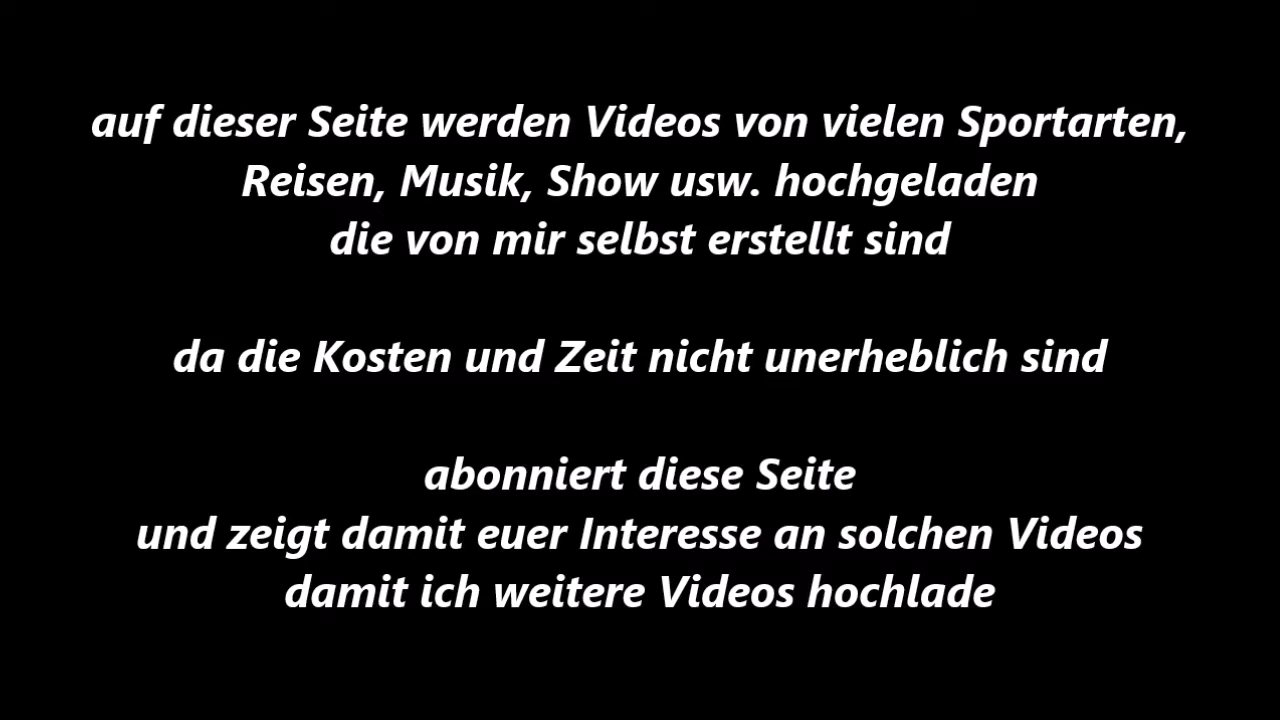 auf dieser Seite werden Videos von vielen Sportarten,
Reisen, Musik, Show usw. hochgeladen
die von mir selbst erstellt sind
da die Kosten und Zeit nicht unerheblich sind
abonniert diese Seite
und zeigt damit euer Interesse an solchen Videos
damit ich weitere Videos hochlade